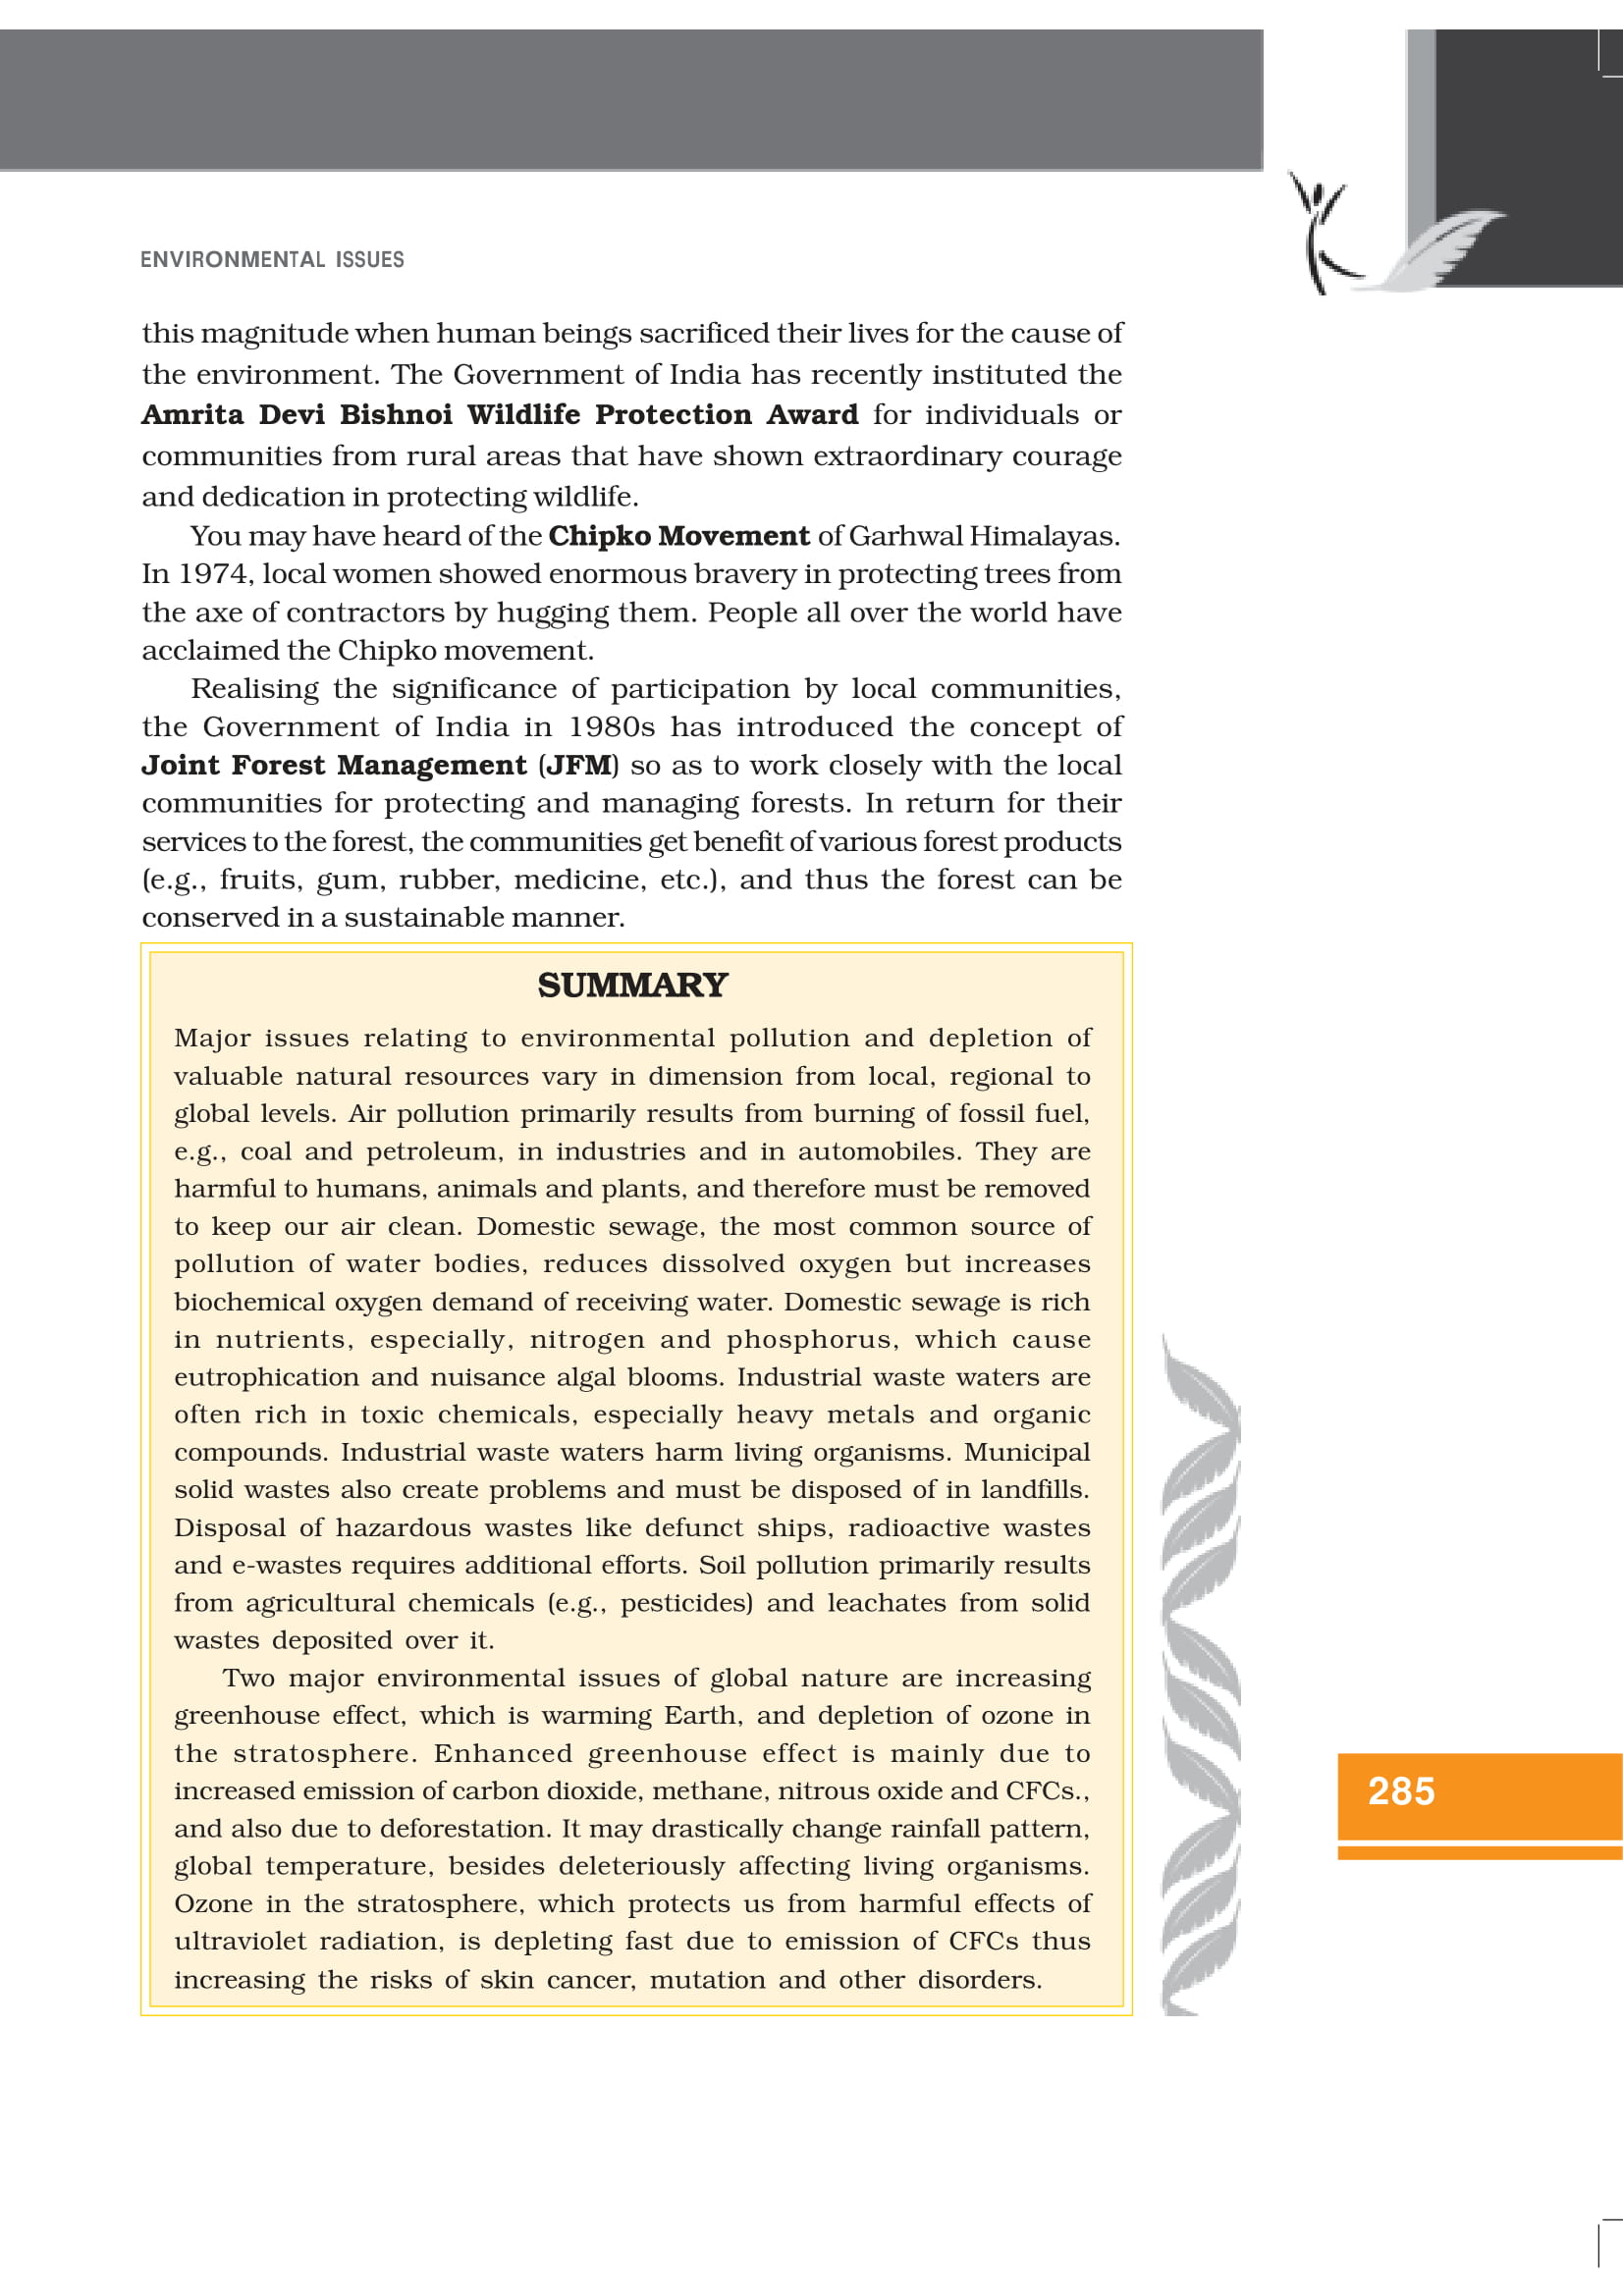 ENVIRONMENTAL ISSUES
this magnitude when human beings sacrificed their lives for the cause of
the environment. The Government of India has recently instituted the
Amrita Devi Bishnoi Wildlife Protection Award for individuals or
communities from rural areas that have shown extraordinary courage
and dedication in protecting wildlife.
You may have heard of the Chipko Movement of Garhwal Himalayas.
In 1974, local women showed enormous bravery in protecting trees from
the axe of contractors by hugging them. People all over the world have
acclaimed the Chipko movement.
Realising the significance of participation by local communities,
the Government of India in 1980s has introduced the concept of
Joint Forest Management (JFM) so as to work closely with the local
communities for protecting and managing forests. In return for their
services to the forest, the communities get benefit of various forest products
(e.g., fruits, gum, rubber, medicine, etc.), and thus the forest can be
conserved in a sustainable manner.
SUMMARY
Major issues relating to environmental pollution and depletion of
valuable natural resources vary in dimension from local, regional to
global levels. Air pollution primarily results from burning of fossil fuel,
e.g., coal and petroleum, in industries and in automobiles. They are
harmful to humans, animals and plants, and therefore must be removed
to keep our air clean. Domestic sewage, the most common source of
pollution of water bodies, reduces dissolved oxygen but increases
biochemical oxygen demand of receiving water. Domestic sewage is rich
in nutrients, especially, nitrogen and phosphorus, which cause
eutrophication and nuisance algal blooms. Industrial waste waters are
often rich in toxic chemicals, especially heavy metals and organic
compounds. Industrial waste waters harm living organisms. Municipal
solid wastes also create problems and must be disposed of in landfills.
Disposal of hazardous wastes like defunct ships, radioactive wastes
and e-wastes requires additional efforts. Soil pollution primarily results
from agricultural chemicals (e.g., pesticides) and leachates from solid
wastes deposited over it.
Two major environmental issues of global nature are increasing
greenhouse effect, which is warming Earth, and depletion of ozone in
the stratosphere. Enhanced greenhouse effect is mainly due to
increased emission of carbon dioxide, methane, nitrous oxide and CFCs.,
and also due to deforestation. It may drastically change rainfall pattern,
global temperature, besides deleteriously affecting living organisms.
Ozone in the stratosphere, which protects us from harmful effects of
ultraviolet radiation, is depleting fast due to emission of CFCs thus
increasing the risks of skin cancer, mutation and other disorders.
285